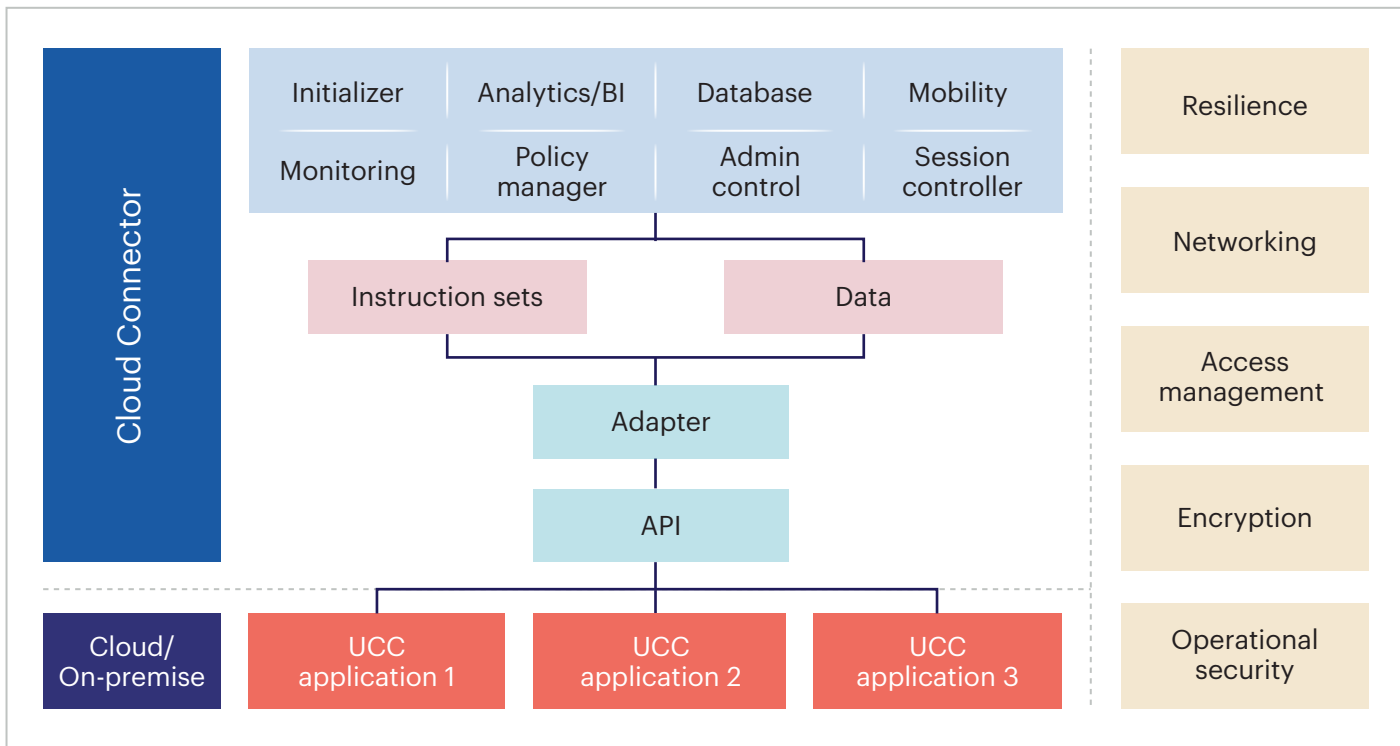 Cloud Connector
Initializer
Analytics/BI
Database
Mobility
Monitoring
Policy
manager
Admin
control
Session
controller
Instruction sets
Data
Adapter
API
Cloud/
On-premise
UCC
application 1
UCC
application 2
UCC
application 3
Resilience
Networking
Access
management
Encryption
Operational
security